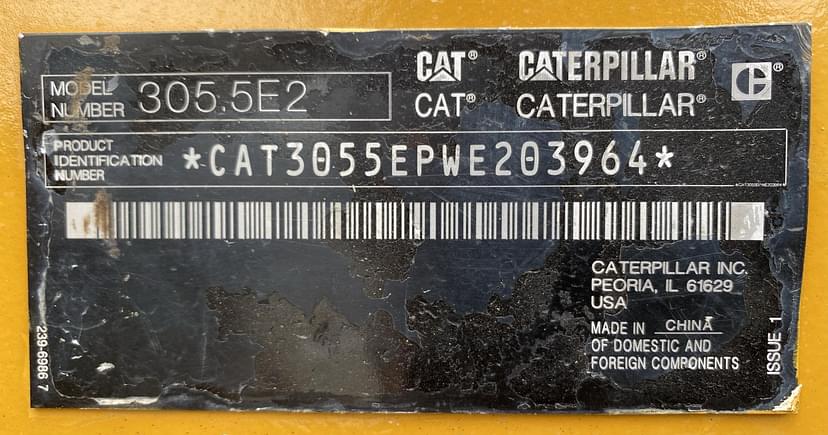 MODEL NUMBER 305.5E2
CAT® CATERPILLAR® C®
CAT® CATERPILLAR®
PRODUCT
IDENTIFICATION
NUMBER
*CAT3055EPWE203964*
*CAT3055EPWE203964*
CATERPILLAR INC.
PEORIA, IL 61629
USA
MADE IN CHINA
OF DOMESTIC AND
FOREIGN COMPONENTS
239-6986 7
ISSUE 1